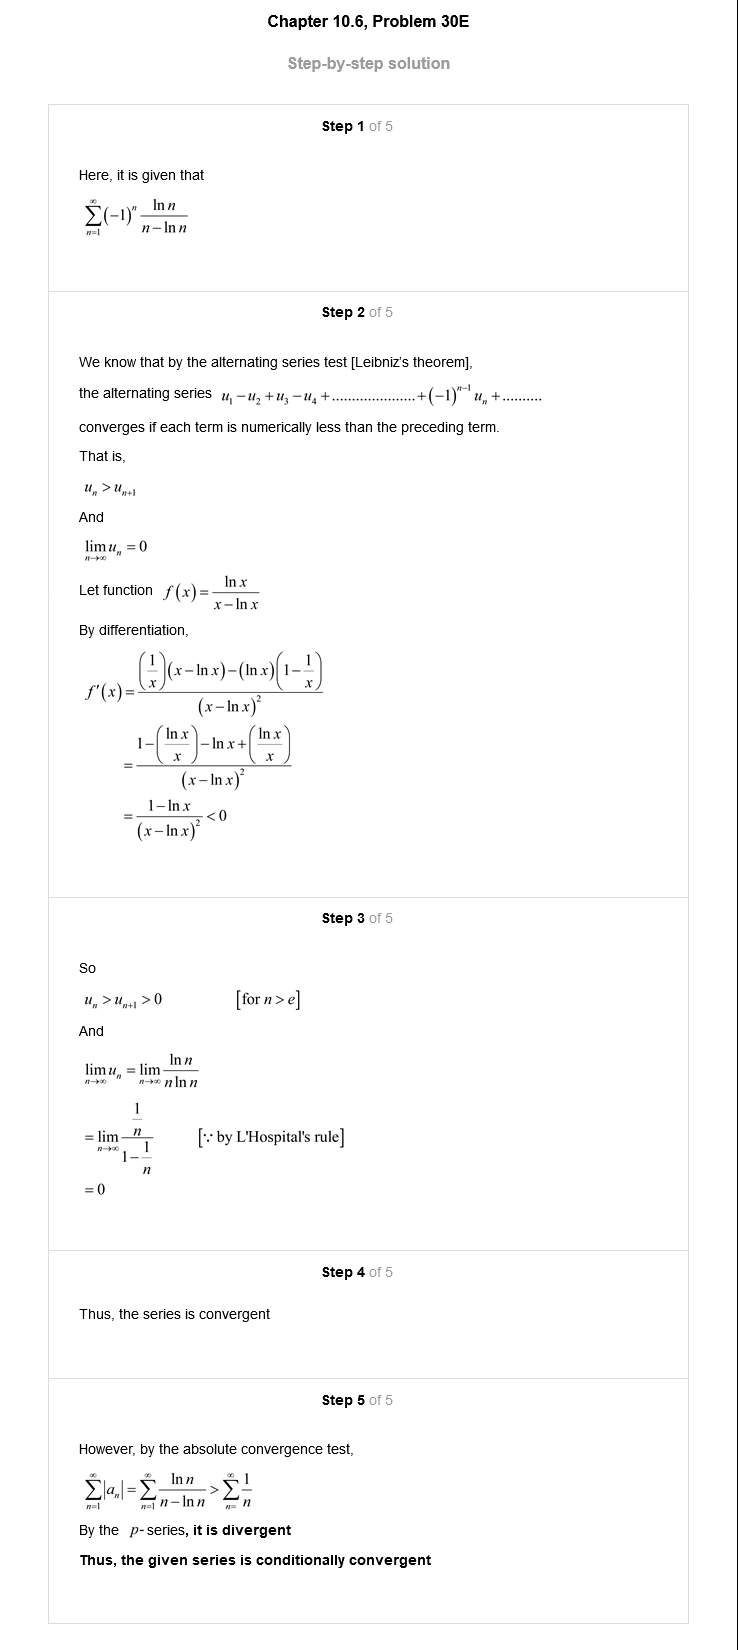 Chapter 10.6, Problem 30E
Step-by-step solution
Step 1 of 5
Here, it is given that
$\sum_{n=1}^{\infty}(-1)^n \frac{\ln n}{n-\ln n}$
Step 2 of 5
We know that by the alternating series test [Leibniz's theorem],
the alternating series $u_1-u_2+u_3-u_4+.....................+(-1)^{n-1}u_n+..........$
converges if each term is numerically less than the preceding term.
That is,
$u_n > u_{n+1}$
And
$\lim_{n\to\infty} u_n = 0$
Let function $f(x)=\frac{\ln x}{x-\ln x}$
By differentiation,
$f'(x)=\frac{\left(\frac{1}{x}\right)(x-\ln x)-(\ln x)\left(1-\frac{1}{x}\right)}{(x-\ln x)^2}$
$=\frac{1-\left(\frac{\ln x}{x}\right)-\ln x+\left(\frac{\ln x}{x}\right)}{(x-\ln x)^2}$
$=\frac{1-\ln x}{(x-\ln x)^2}<0$
Step 3 of 5
So
$u_n > u_{n+1} > 0$ [for $n > e$]
And
$\lim_{n\to\infty} u_n = \lim_{n\to\infty} \frac{\ln n}{n \ln n}$
$=\lim_{n\to\infty} \frac{\frac{1}{n}}{1-\frac{1}{n}}$ [∵ by L'Hospital's rule]
$=0$
Step 4 of 5
Thus, the series is convergent
Step 5 of 5
However, by the absolute convergence test,
$\sum_{n=1}^{\infty}|a_n|=\sum_{n=1}^{\infty}\frac{\ln n}{n-\ln n}>\sum_{n=}^{\infty}\frac{1}{n}$
By the p-series, it is divergent
Thus, the given series is conditionally convergent